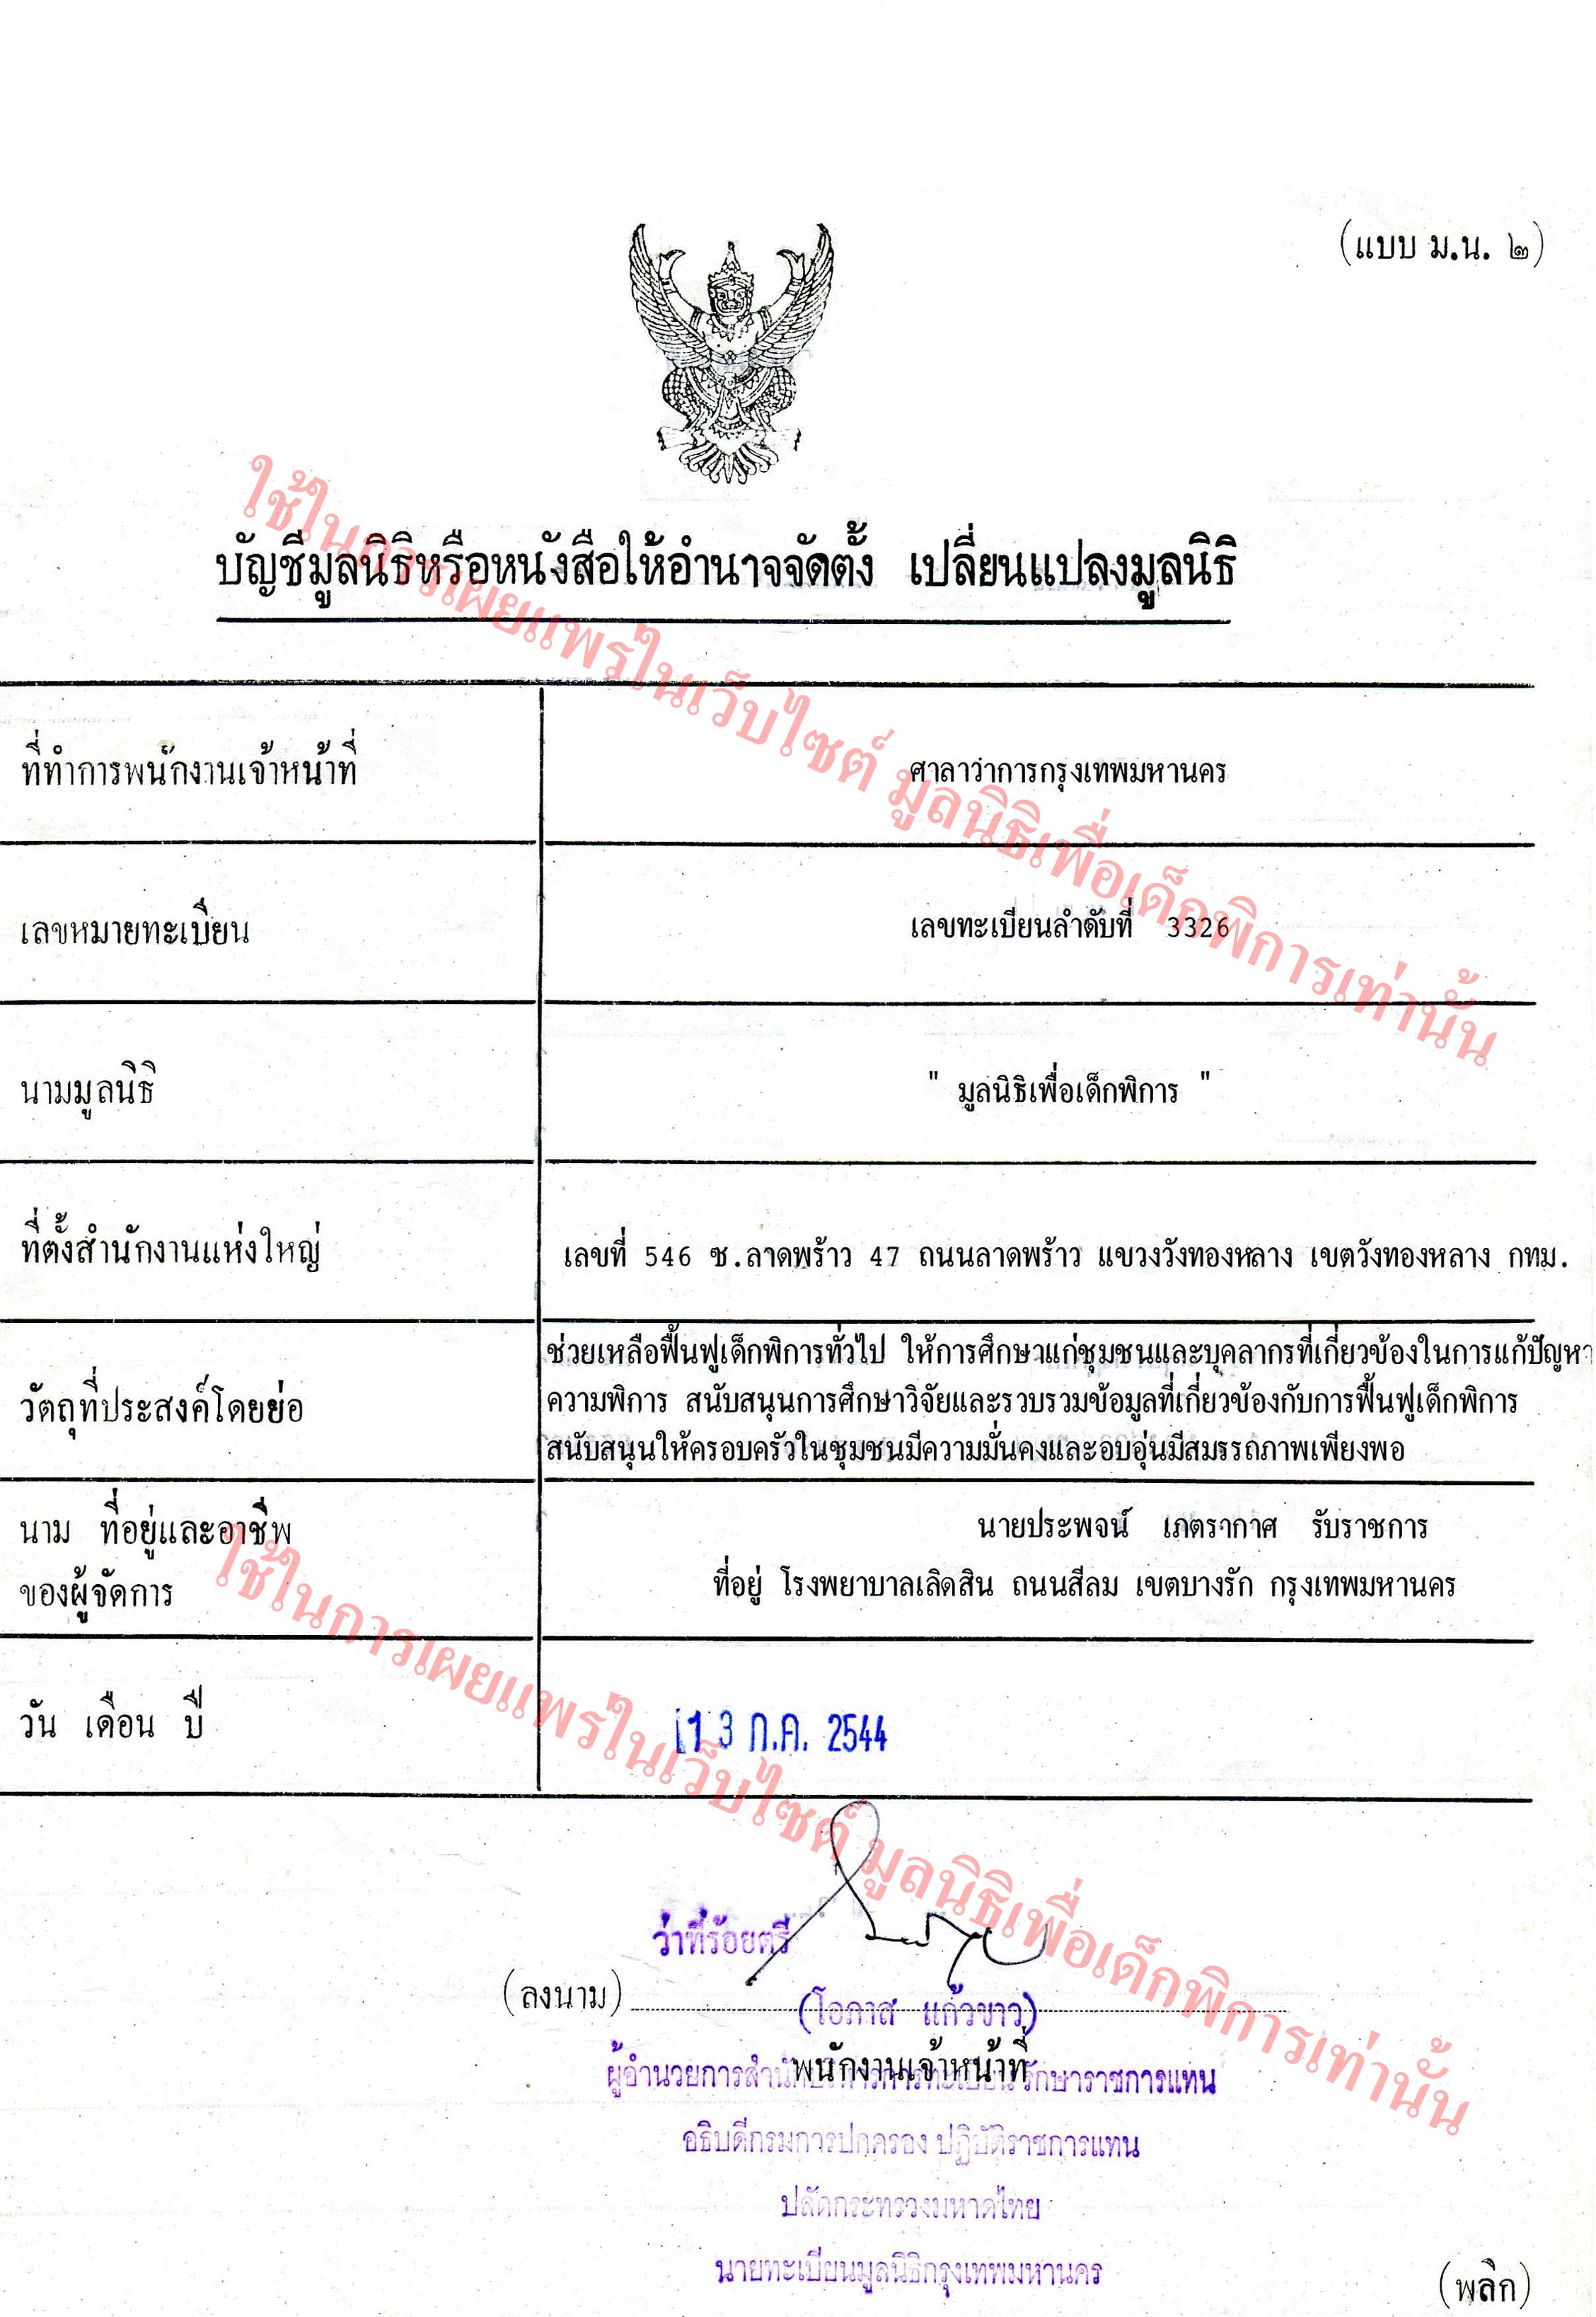 (แบบ ม.น. ๒)
บัญชีมูลนิธิหรือหนังสือให้อำนาจจัดตั้ง เปลี่ยนแปลงมูลนิธิ
ที่ทำการพนักงานเจ้าหน้าที่ ศาลาว่าการกรุงเทพมหานคร
เลขหมายทะเบียน เลขทะเบียนลำดับที่ 3326
นามมูลนิธิ " มูลนิธิเพื่อเด็กพิการ "
ที่ตั้งสำนักงานแห่งใหญ่ เลขที่ 546 ซ.ลาดพร้าว 47 ถนนลาดพร้าว แขวงวังทองหลาง เขตวังทองหลาง กทม.
ช่วยเหลือฟื้นฟูเด็กพิการทั่วไป ให้การศึกษาแก่ชุมชนและบุคลากรที่เกี่ยวข้องในการแก้ปัญหา
วัตถุที่ประสงค์โดยย่อ ความพิการ สนับสนุนการศึกษาวิจัยและรวบรวมข้อมูลที่เกี่ยวข้องกับการฟื้นฟูเด็กพิการ
สนับสนุนให้ครอบครัวในชุมชนมีความมั่นคงและอบอุ่นมีสมรรถภาพเพียงพอ
นาม ที่อยู่และอาชีพ นายประพจน์ เภตรากาศ รับราชการ
ของผู้จัดการ ที่อยู่ โรงพยาบาลเลิดสิน ถนนสีลม เขตบางรัก กรุงเทพมหานคร
วัน เดือน ปี 13 ก.ค. 2544
ว่าที่ร้อยตรี
(ลงนาม)
(โอภาส แก้วขาว)
พนักงานเจ้าหน้าที่
ผู้อำนวยการสำนักบริหารการทะเบียน รักษาราชการแทน
อธิบดีกรมการปกครอง ปฏิบัติราชการแทน
ปลัดกระทรวงมหาดไทย
นายทะเบียนมูลนิธิกรุงเทพมหานคร
(พลิก)
ใช้ในการเผยแพร่ในเว็บไซต์ มูลนิธิเพื่อเด็กพิการเท่านั้น
ใช้ในการเผยแพร่ในเว็บไซต์ มูลนิธิเพื่อเด็กพิการเท่านั้น